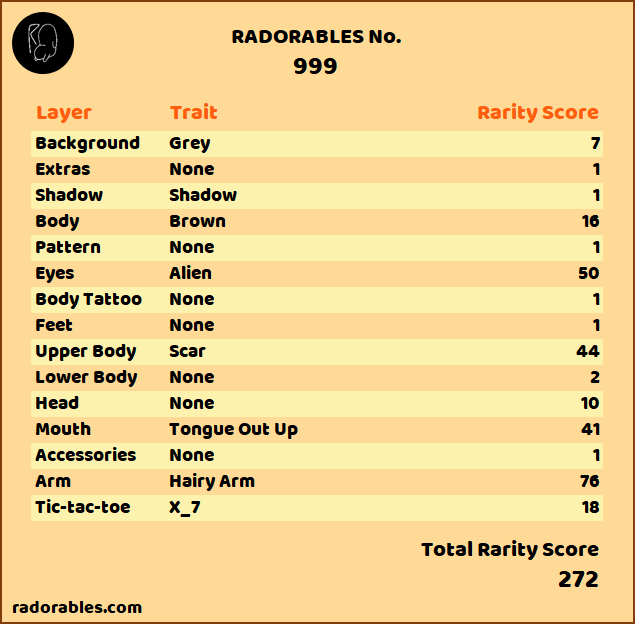 RADORABLES No.
999
Layer Trait Rarity Score
Background Grey 7
Extras None 1
Shadow Shadow 1
Body Brown 16
Pattern None 1
Eyes Alien 50
Body Tattoo None 1
Feet None 1
Upper Body Scar 44
Lower Body None 2
Head None 10
Mouth Tongue Out Up 41
Accessories None 1
Arm Hairy Arm 76
Tic-tac-toe X_7 18
Total Rarity Score
272
radorables.com